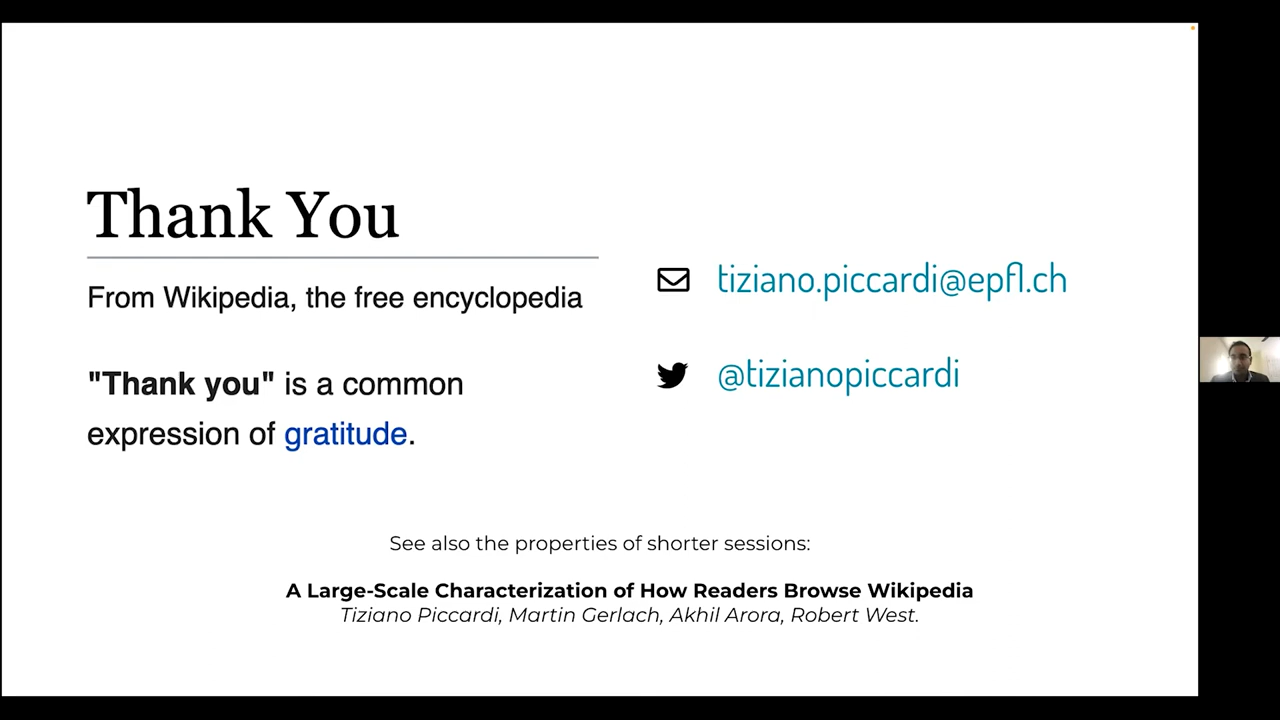 Thank You
From Wikipedia, the free encyclopedia
"Thank you" is a common
expression of gratitude.
tiziano.piccardi@epfl.ch
@tizianopiccardi
See also the properties of shorter sessions:
A Large-Scale Characterization of How Readers Browse Wikipedia
Tiziano Piccardi, Martin Gerlach, Akhil Arora, Robert West.